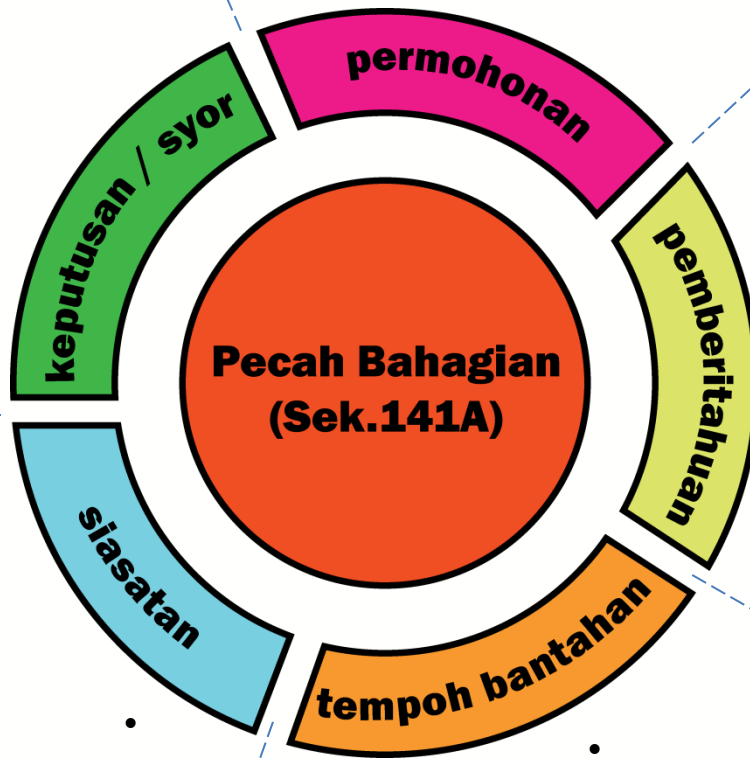 permohonan
pemberitahuan
tempoh bantahan
siasatan
keputusan / syor
Pecah Bahagian
(Sek.141A)